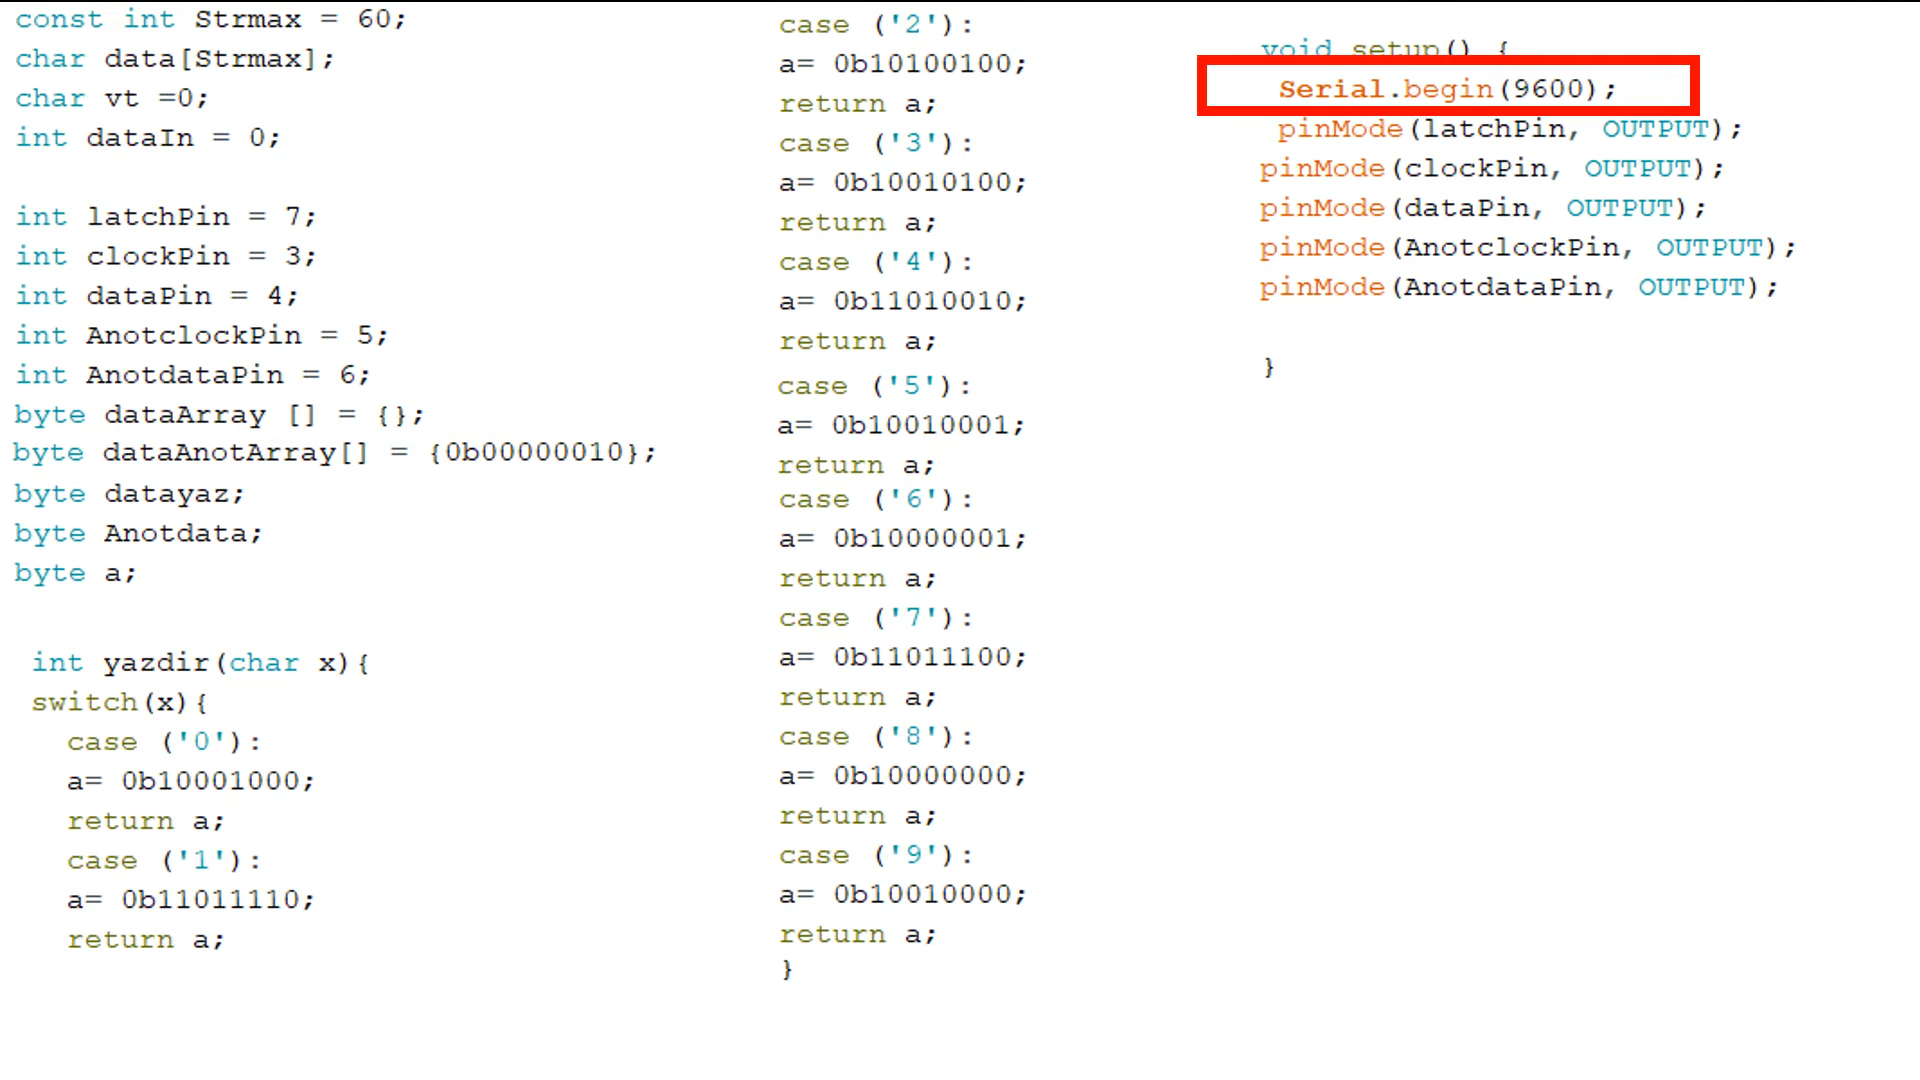 const int Strmax = 60;
char data[Strmax];
char vt =0;
int dataIn = 0;
int latchPin = 7;
int clockPin = 3;
int dataPin = 4;
int AnotclockPin = 5;
int AnotdataPin = 6;
byte dataArray [] = {};
byte dataAnotArray[] = {0b00000010};
byte datayaz;
byte Anotdata;
byte a;
int yazdir(char x){
switch(x){
case ('0'):
a= 0b10001000;
return a;
case ('1'):
a= 0b11011110;
return a;
case ('2'):
a= 0b10100100;
return a;
case ('3'):
a= 0b10010100;
return a;
case ('4'):
a= 0b11010010;
return a;
case ('5'):
a= 0b10010001;
return a;
case ('6'):
a= 0b10000001;
return a;
case ('7'):
a= 0b11011100;
return a;
case ('8'):
a= 0b10000000;
return a;
case ('9'):
a= 0b10010000;
return a;
}
void setup() {
Serial.begin(9600);
pinMode(latchPin, OUTPUT);
pinMode(clockPin, OUTPUT);
pinMode(dataPin, OUTPUT);
pinMode(AnotclockPin, OUTPUT);
pinMode(AnotdataPin, OUTPUT);
}